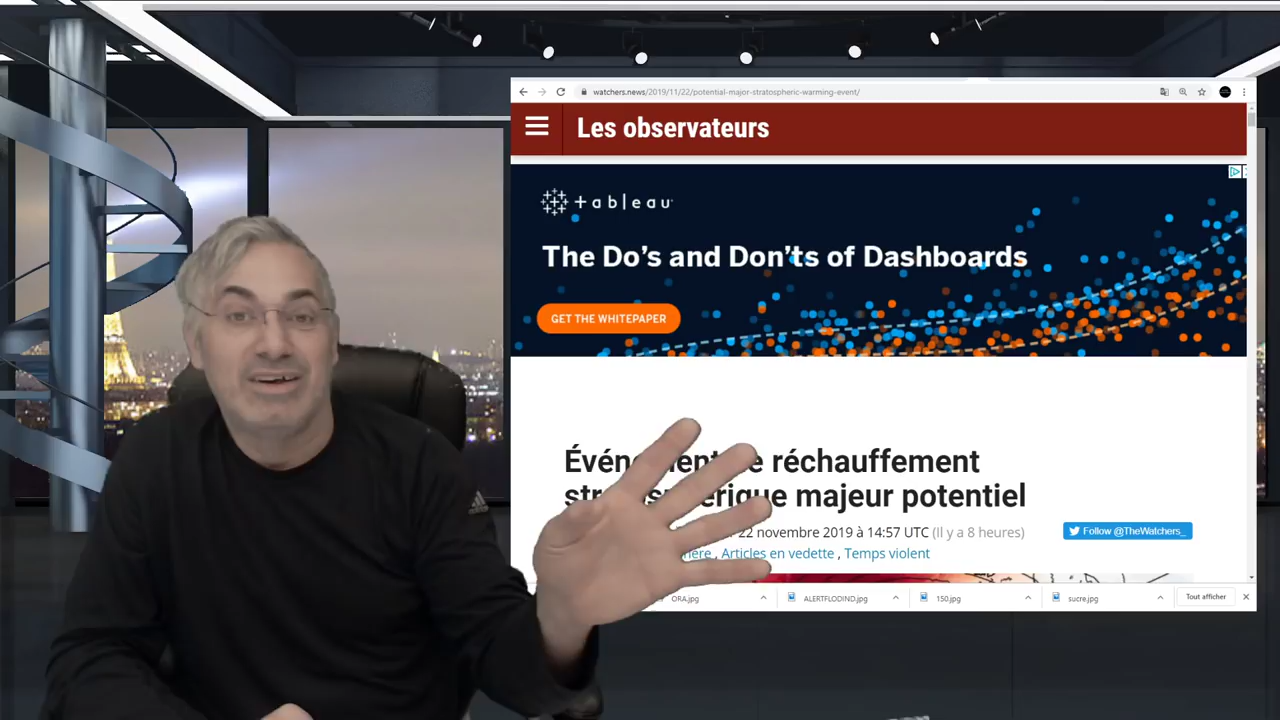 watchers.news/2019/11/22/potential-major-stratospheric-warming-event/
Les observateurs
+ableau
The Do's and Don'ts of Dashboards
GET THE WHITEPAPER
réchauffement
majeur potentiel
22 novembre 2019 à 14:57 UTC (Il y a 8 heures)
Follow @TheWatchers_
, Articles en vedette , Temps violent
ORA.jpg
ALERTFLODIND.jpg
150.jpg
sucre.jpg
Tout afficher